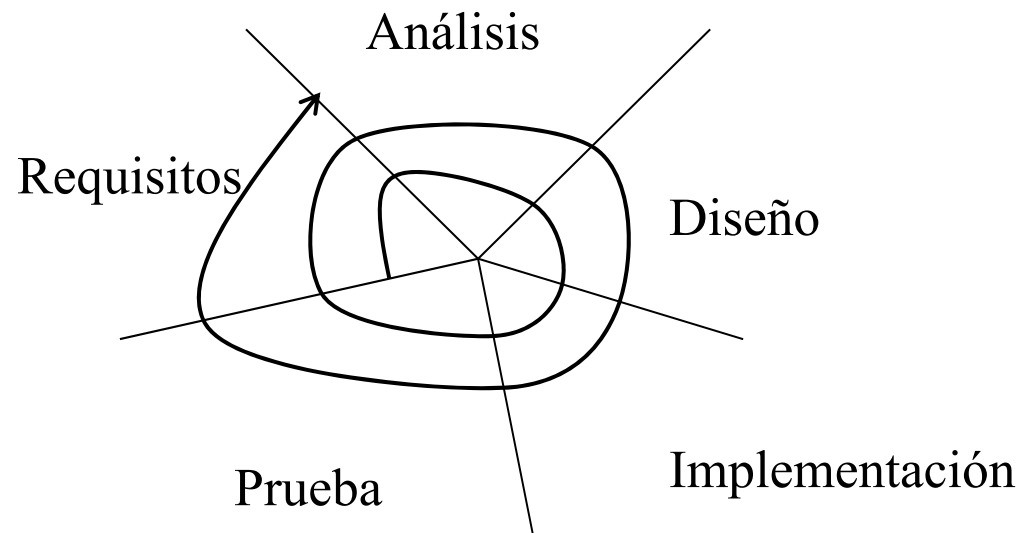 Análisis
Requisitos
Diseño
Implementación
Prueba